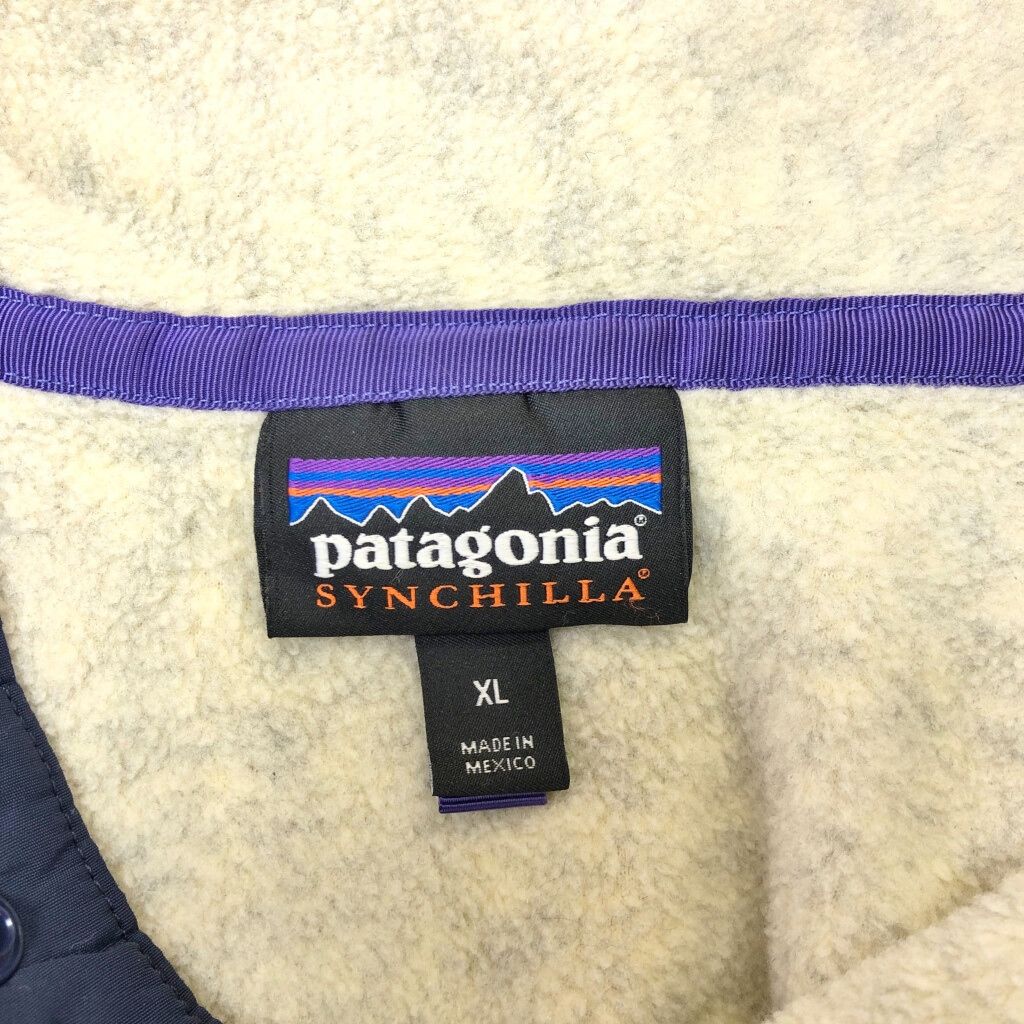 patagonia®
SYNCHILLA®
XL
MADE IN
MEXICO